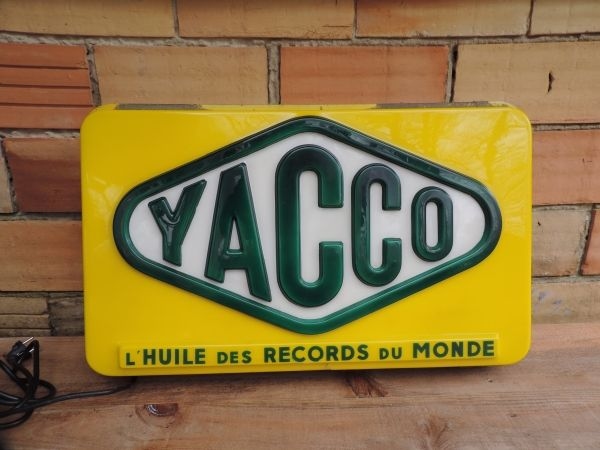 YACCO
L'HUILE DES RECORDS DU MONDE